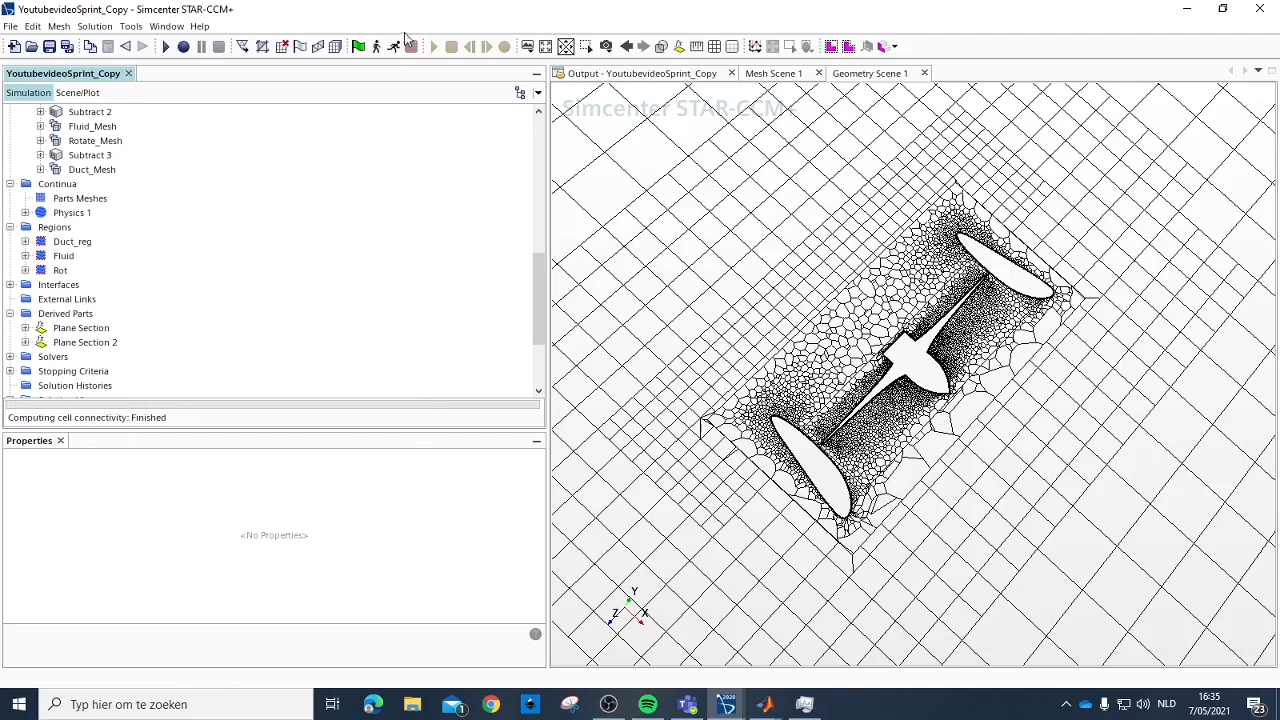 YoutubevideoSprint_Copy - Simcenter STAR-CCM+
File Edit Mesh Solution Tools Window Help
YoutubevideoSprint_Copy
Simulation Scene/Plot
Subtract 2
Fluid_Mesh
Rotate_Mesh
Subtract 3
Duct_Mesh
Continua
Parts Meshes
Physics 1
Regions
Duct_reg
Fluid
Rot
Interfaces
External Links
Derived Parts
Plane Section
Plane Section 2
Solvers
Stopping Criteria
Solution Histories
Computing cell connectivity: Finished
Properties
<No Properties>
Output - YoutubevideoSprint_Copy Mesh Scene 1 Geometry Scene 1
Simcenter STAR-CCM+
Y
Z X
Typ hier om te zoeken
1
2020
NLD
16:35
7/05/2021
23